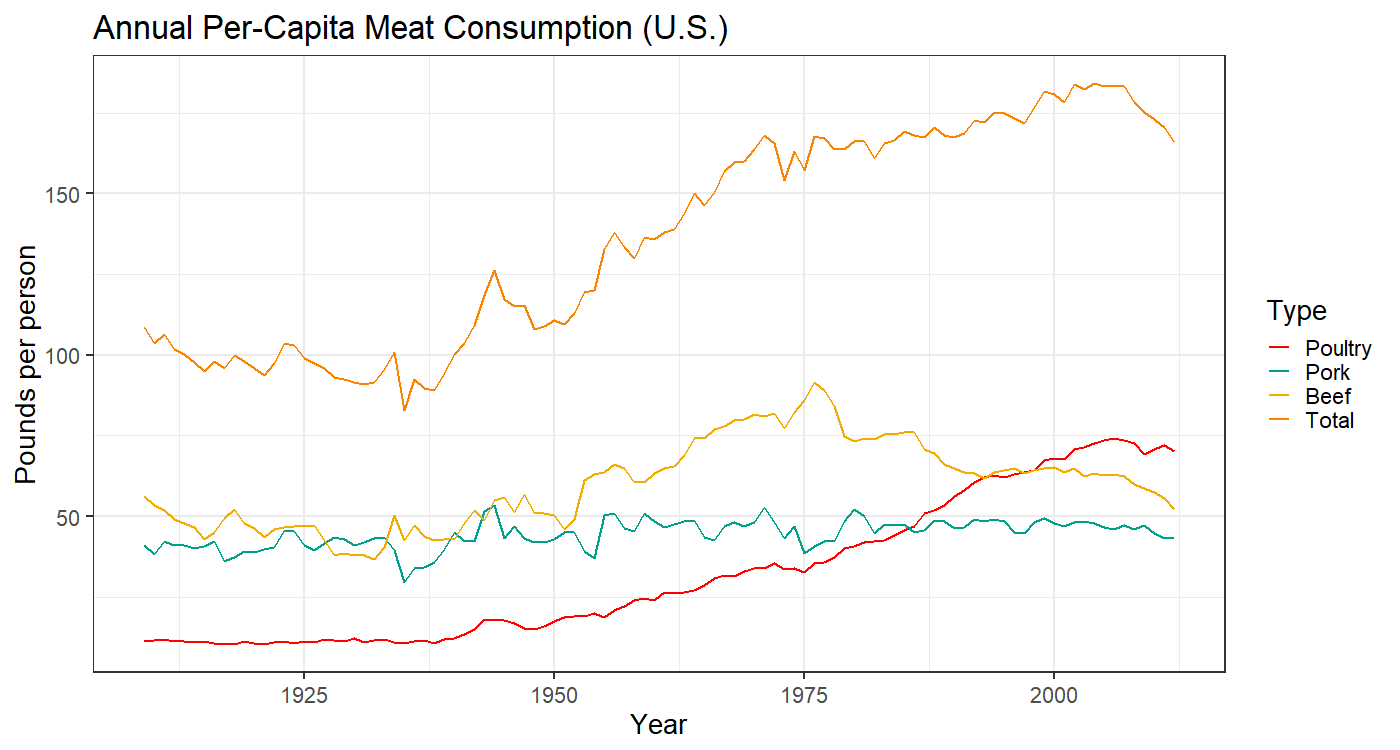 Annual Per-Capita Meat Consumption (U.S.)
Pounds per person
150
100
50
1925
1950
1975
2000
Year
Type
Poultry
Pork
Beef
Total